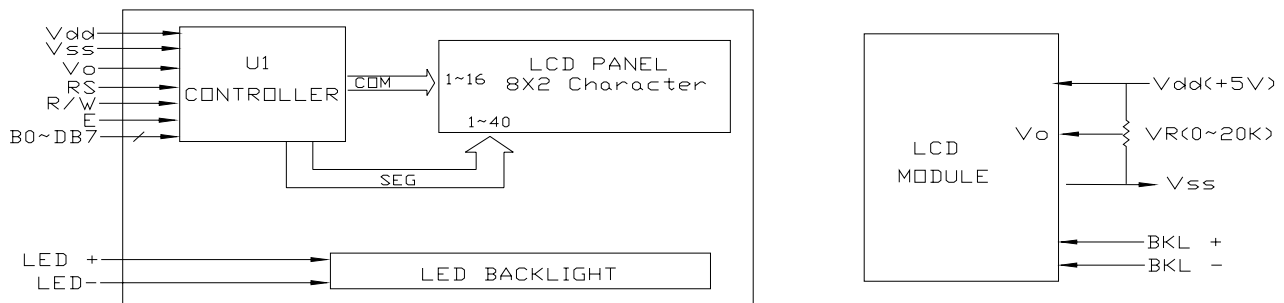 Vdd
Vss
Vo
RS
R/W
E
B0~DB7
U1
CONTROLLER
COM
1~16
LCD PANEL
8X2 Character
1~40
SEG
LED +
LED-
LED BACKLIGHT
LCD
MODULE
Vo
Vdd(+5V)
VR(0~20K)
Vss
BKL +
BKL -